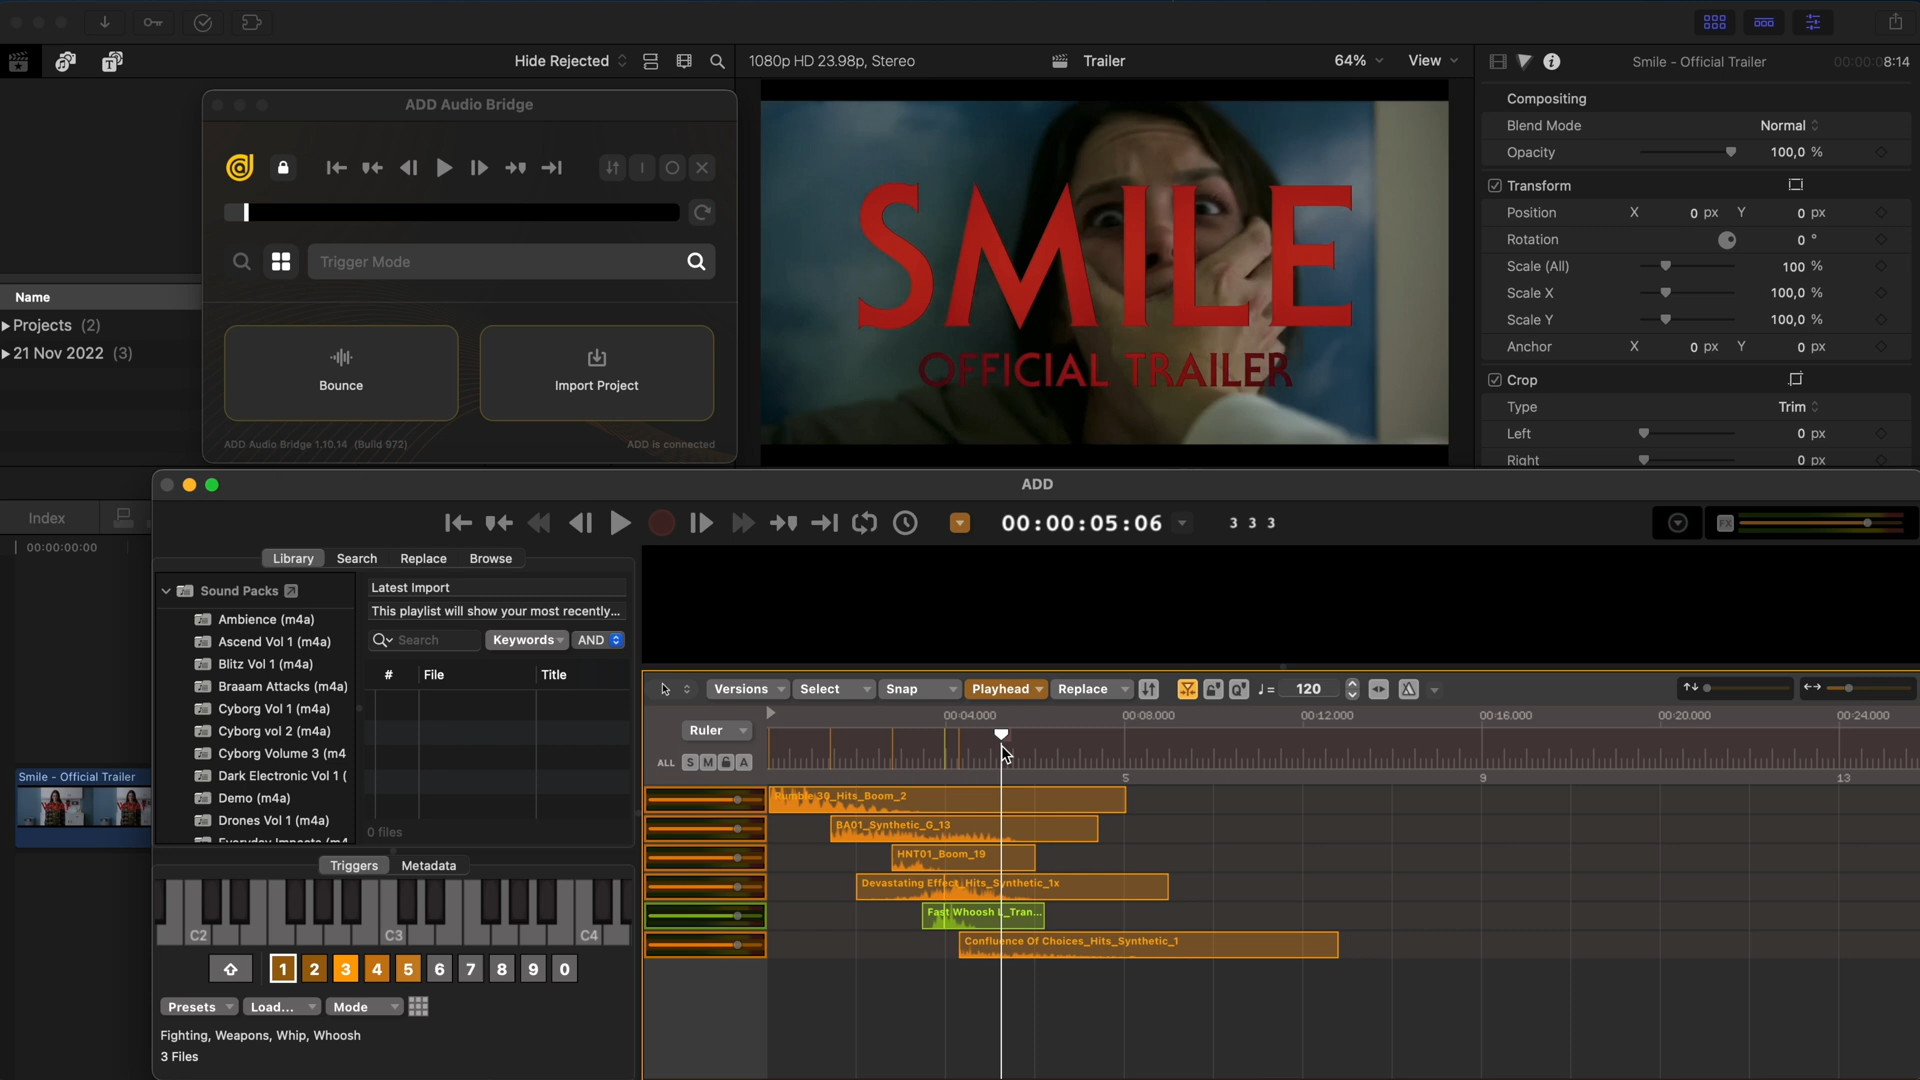 Hide Rejected
1080p HD 23.98p, Stereo
Trailer
64%
View
Smile - Official Trailer
00:00:08:14
ADD Audio Bridge
Trigger Mode
Bounce
Import Project
ADD Audio Bridge 1.10.14 (Build 972)
ADD is connected
Name
Projects (2)
21 Nov 2022 (3)
SMILE
OFFICIAL TRAILER
Compositing
Blend Mode Normal
Opacity 100,0 %
Transform
Position X 0 px Y 0 px
Rotation 0 °
Scale (All) 100 %
Scale X 100,0 %
Scale Y 100,0 %
Anchor X 0 px Y 0 px
Crop
Type Trim
Left 0 px
Right 0 px
ADD
Index
00:00:00:00
00:00:05:06
3 3 3
FX
Library Search Replace Browse
Sound Packs
Ambience (m4a)
Ascend Vol 1 (m4a)
Blitz Vol 1 (m4a)
Braaam Attacks (m4a)
Cyborg Vol 1 (m4a)
Cyborg vol 2 (m4a)
Cyborg Volume 3 (m4
Dark Electronic Vol 1 (
Demo (m4a)
Drones Vol 1 (m4a)
Latest Import
This playlist will show your most recently...
Search Keywords AND
# File Title
0 files
Smile - Official Trailer
Triggers Metadata
C2 C3 C4
1 2 3 4 5 6 7 8 9 0
Presets Load... Mode
Fighting, Weapons, Whip, Whoosh
3 Files
Versions Select Snap Playhead Replace
Q
= 120
Ruler
00:04.000 00:08.000 00:12.000 00:16.000 00:20.000 00:24.000
ALL S M A
5 9 13
Rumble 30_Hits_Boom_2
BA01_Synthetic_G_13
HNT01_Boom_19
Devastating Effect_Hits_Synthetic_1x
Fast Whoosh L_Tran...
Confluence Of Choices_Hits_Synthetic_1